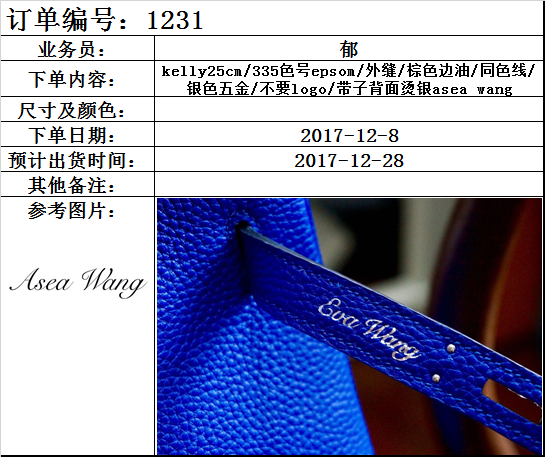 订单编号：1231
业务员：
郁
下单内容：
kelly25cm/335色号epsom/外缝/棕色边油/同色线/
银色五金/不要logo/带子背面烫银asea wang
尺寸及颜色：
下单日期：
2017-12-8
预计出货时间：
2017-12-28
其他备注：
参考图片：
Asea Wang
Eva Wang